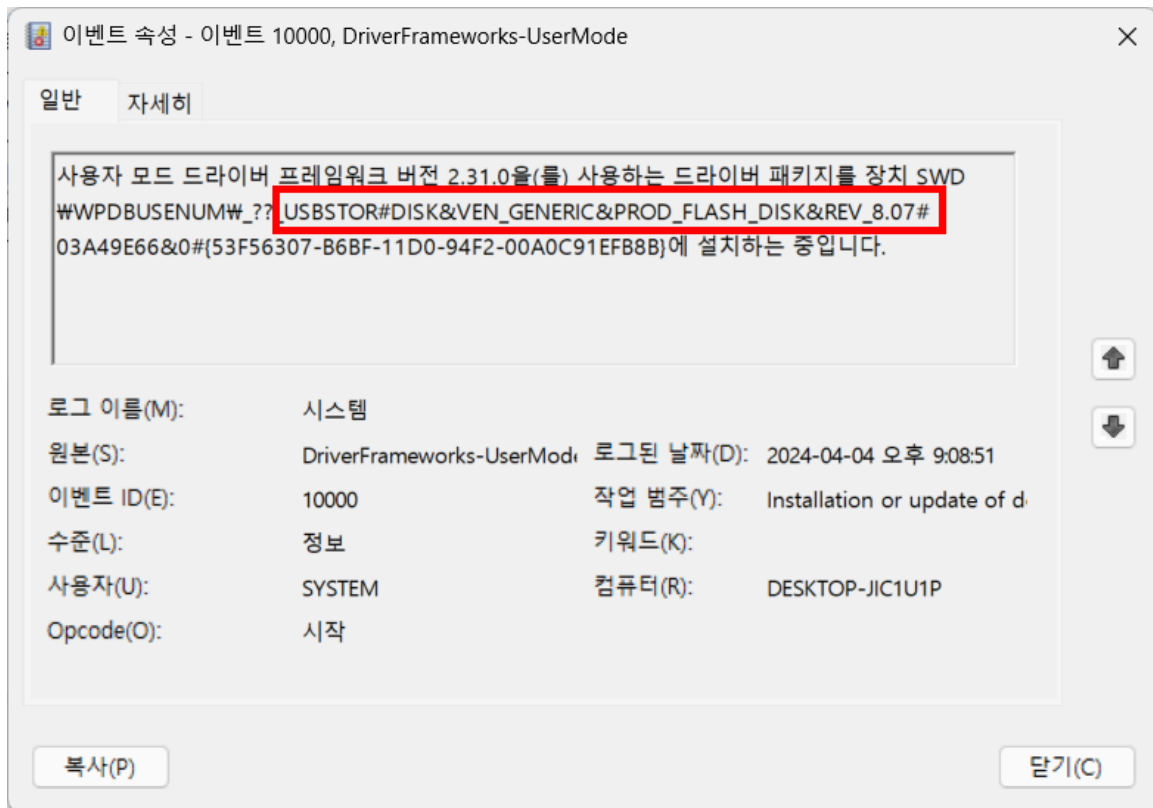 이벤트 속성 - 이벤트 10000, DriverFrameworks-UserMode
일반 자세히
사용자 모드 드라이버 프레임워크 버전 2.31.0을(를) 사용하는 드라이버 패키지를 장치 SWD
₩WPDBUSENUM₩_??_USBSTOR#DISK&VEN_GENERIC&PROD_FLASH_DISK&REV_8.07#
03A49E66&0#{53F56307-B6BF-11D0-94F2-00A0C91EFB8B}에 설치하는 중입니다.
로그 이름(M): 시스템
원본(S): DriverFrameworks-UserMode 로그된 날짜(D): 2024-04-04 오후 9:08:51
이벤트 ID(E): 10000 작업 범주(Y): Installation or update of d
수준(L): 정보 키워드(K):
사용자(U): SYSTEM 컴퓨터(R): DESKTOP-JIC1U1P
Opcode(O): 시작
복사(P) 닫기(C)